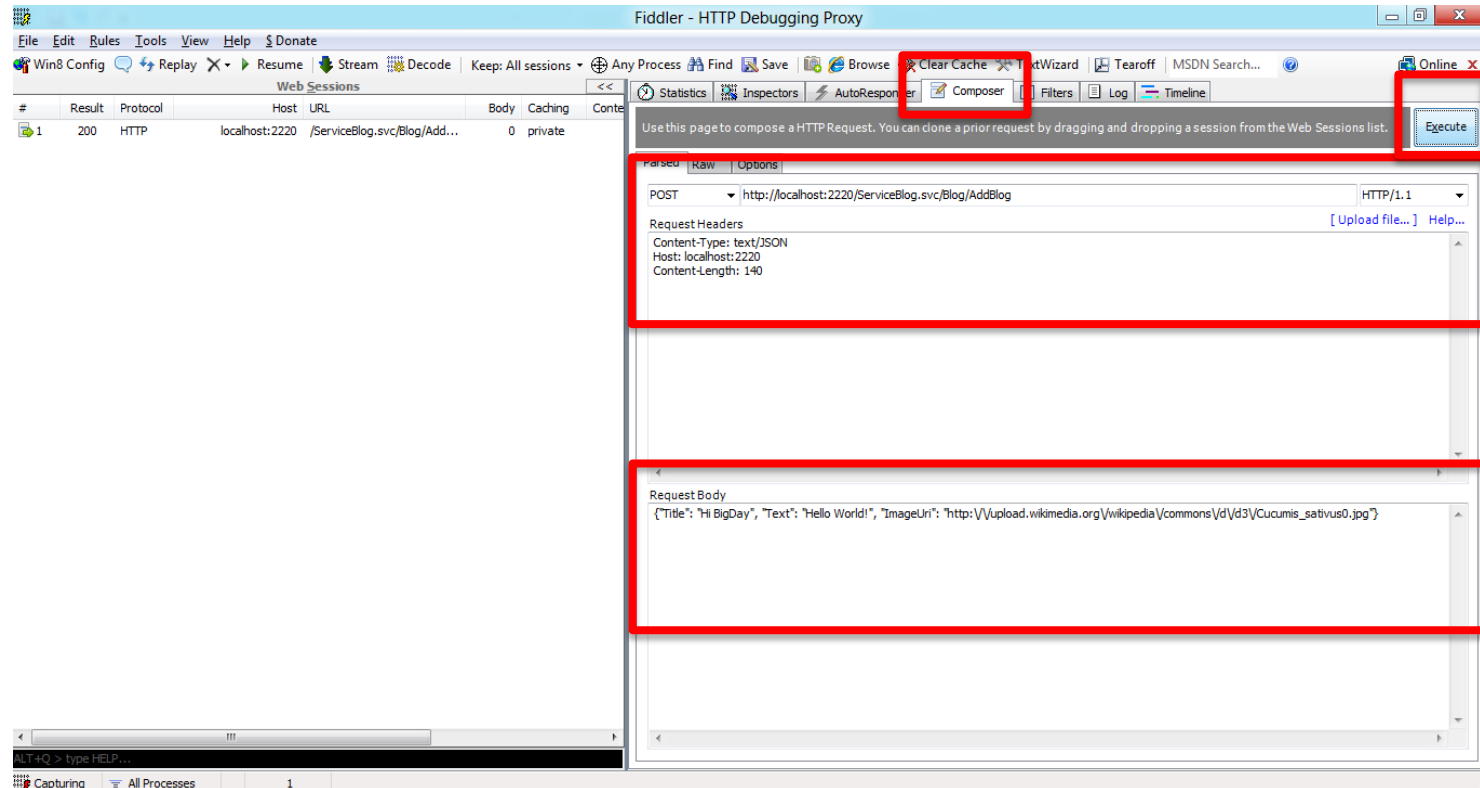 Fiddler - HTTP Debugging Proxy
File Edit Rules Tools View Help $ Donate
Win8 Config Replay Resume Stream Decode Keep: All sessions Any Process Find Save Browse Clear Cache TextWizard Tearoff MSDN Search... Online
Web Sessions <<
# Result Protocol Host URL Body Caching Conte
1 200 HTTP localhost:2220 /ServiceBlog.svc/Blog/Add... 0 private
Statistics Inspectors AutoResponder Composer Filters Log Timeline
Use this page to compose a HTTP Request. You can clone a prior request by dragging and dropping a session from the Web Sessions list. Execute
Parsed Raw Options
POST http://localhost:2220/ServiceBlog.svc/Blog/AddBlog HTTP/1.1
Request Headers [ Upload file... ] Help...
Content-Type: text/JSON
Host: localhost:2220
Content-Length: 140
Request Body
{"Title": "Hi BigDay", "Text": "Hello World!", "ImageUri": "http:\/\/upload.wikimedia.org\/wikipedia\/commons\/d\/d3\/Cucumis_sativus0.jpg"}
ALT+Q > type HELP...
Capturing All Processes 1